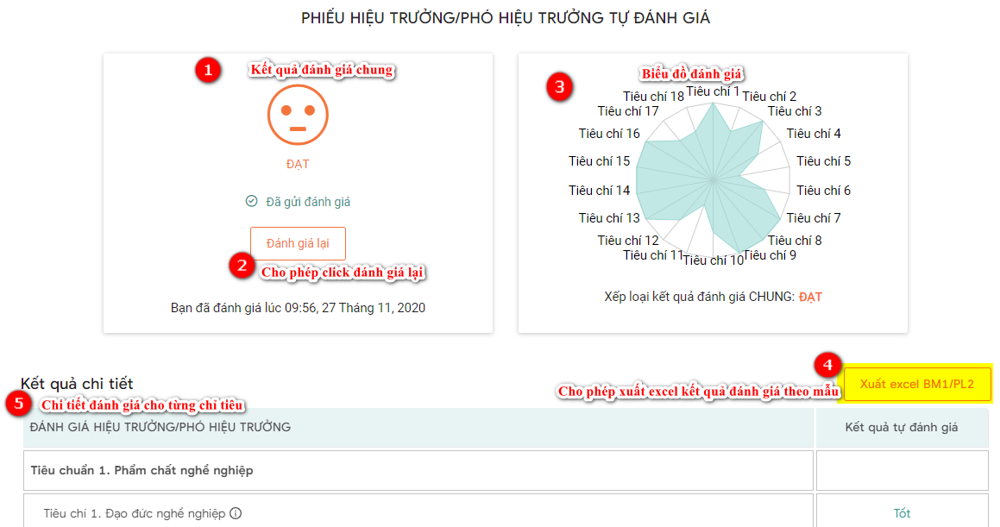 PHIẾU HIỆU TRƯỞNG/PHÓ HIỆU TRƯỞNG TỰ ĐÁNH GIÁ
1
Kết quả đánh giá chung
ĐẠT
Đã gửi đánh giá
Đánh giá lại
2
Cho phép click đánh giá lại
Bạn đã đánh giá lúc 09:56, 27 Tháng 11, 2020
3
Biểu đồ đánh giá
Tiêu chí 1
Tiêu chí 2
Tiêu chí 3
Tiêu chí 4
Tiêu chí 5
Tiêu chí 6
Tiêu chí 7
Tiêu chí 8
Tiêu chí 9
Tiêu chí 10
Tiêu chí 11
Tiêu chí 12
Tiêu chí 13
Tiêu chí 14
Tiêu chí 15
Tiêu chí 16
Tiêu chí 17
Tiêu chí 18
Xếp loại kết quả đánh giá CHUNG: ĐẠT
Kết quả chi tiết
4
Xuất excel BM1/PL2
Cho phép xuất excel kết quả đánh giá theo mẫu
5
Chi tiết đánh giá cho từng chỉ tiêu
ĐÁNH GIÁ HIỆU TRƯỞNG/PHÓ HIỆU TRƯỞNG
Kết quả tự đánh giá
Tiêu chuẩn 1. Phẩm chất nghề nghiệp
Tiêu chí 1. Đạo đức nghề nghiệp
Tốt